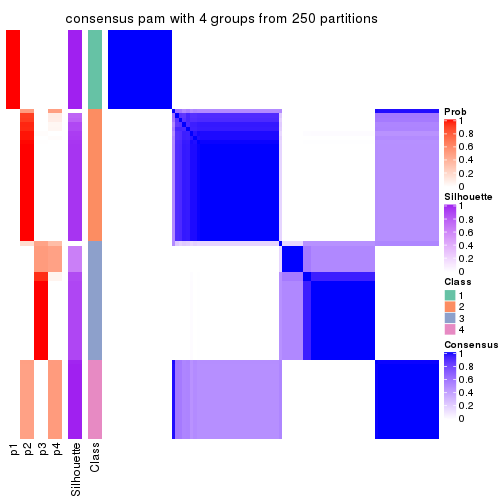 consensus pam with 4 groups from 250 partitions
Prob
1
0.8
0.6
0.4
0.2
0
Silhouette
1
0.8
0.6
0.4
0.2
0
Class
1
2
3
4
Consensus
1
0.8
0.6
0.4
0.2
0
p1
p2
p3
p4
Silhouette
Class